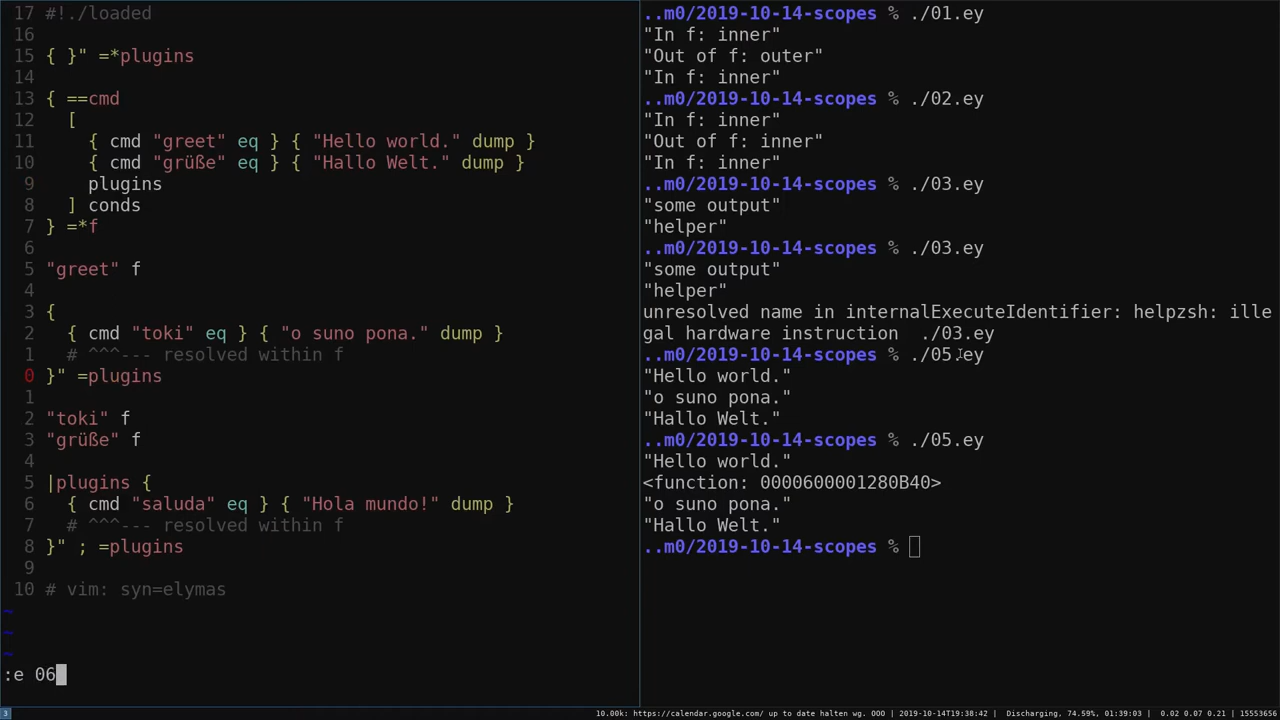 17 #!./loaded
16
15 { }" =*plugins
14
13 { ==cmd
12   [
11     { cmd "greet" eq } { "Hello world." dump }
10     { cmd "grüße" eq } { "Hallo Welt." dump }
9     plugins
8   ] conds
7 } =*f
6
5 "greet" f
4
3 {
2   { cmd "toki" eq } { "o suno pona." dump }
1   # ^^^--- resolved within f
0 }" =plugins
1
2 "toki" f
3 "grüße" f
4
5 |plugins {
6   { cmd "saluda" eq } { "Hola mundo!" dump }
7   # ^^^--- resolved within f
8 }" ; =plugins
9
10 # vim: syn=elymas
~
~
~
:e 06
..m0/2019-10-14-scopes % ./01.ey
"In f: inner"
"Out of f: outer"
"In f: inner"
..m0/2019-10-14-scopes % ./02.ey
"In f: inner"
"Out of f: inner"
"In f: inner"
..m0/2019-10-14-scopes % ./03.ey
"some output"
"helper"
..m0/2019-10-14-scopes % ./03.ey
"some output"
"helper"
unresolved name in internalExecuteIdentifier: helpzsh: ille
gal hardware instruction  ./03.ey
..m0/2019-10-14-scopes % ./05.ey
"Hello world."
"o suno pona."
"Hallo Welt."
..m0/2019-10-14-scopes % ./05.ey
"Hello world."
<function: 0000600001280B40>
"o suno pona."
"Hallo Welt."
..m0/2019-10-14-scopes %
3
10.00k: https://calendar.google.com/ up to date halten wg. OOO | 2019-10-14T19:38:42 | Discharging, 74.59%, 01:39:03 | 0.02 0.07 0.21 | 15553656